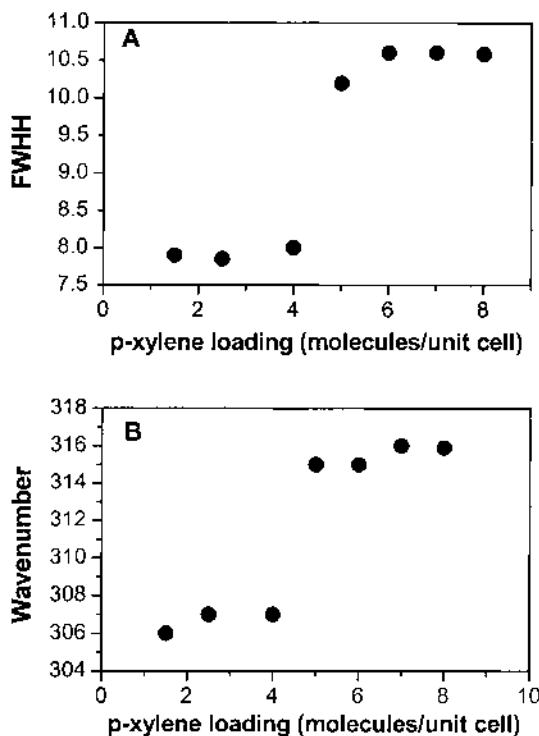 A
11.0
10.5
10.0
9.5
9.0
8.5
8.0
7.5
FWHH
0 2 4 6 8
p-xylene loading (molecules/unit cell)
B
318
316
314
312
310
308
306
304
Wavenumber
0 2 4 6 8 10
p-xylene loading (molecules/unit cell)